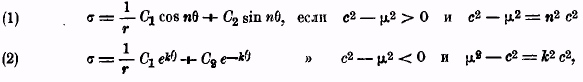 (1) σ = 1/r C₁ cos nθ + C₂ sin nθ, если c² — μ² > 0 и c² — μ² = n² c²
(2) σ = 1/r C₁ e^{kθ} + C₂ e^{—kθ} » c² — μ² < 0 и μ² — c² = k² c²,